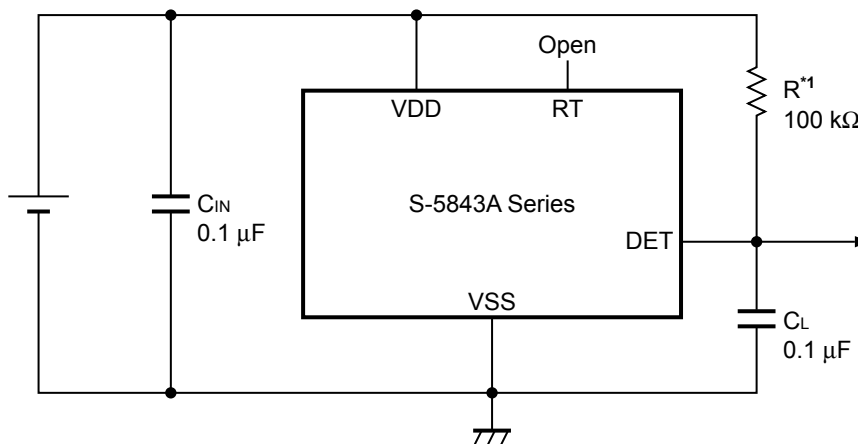 Open
VDD
RT
R*1
100 kΩ
S-5843A Series
CIN
0.1 μF
DET
VSS
CL
0.1 μF